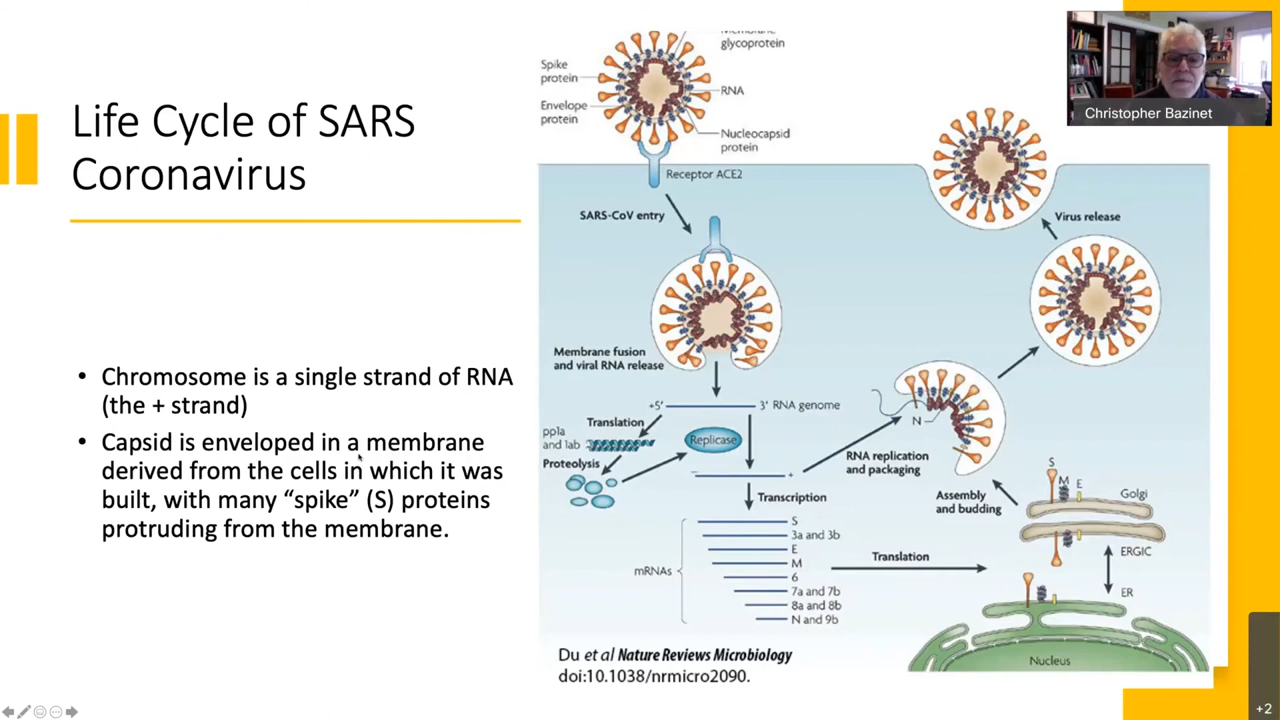 Life Cycle of SARS
Coronavirus
• Chromosome is a single strand of RNA
(the + strand)
• Capsid is enveloped in a membrane
derived from the cells in which it was
built, with many “spike” (S) proteins
protruding from the membrane.
Membrane
glycoprotein
Spike
protein
RNA
Envelope
protein
Nucleocapsid
protein
Receptor ACE2
SARS-CoV entry
Virus release
Membrane fusion
and viral RNA release
+5'
3' RNA genome
Translation
pp1a
and 1ab
Replicase
Proteolysis
− +
Transcription
N
RNA replication
and packaging
Assembly
and budding
S
M
E
Golgi
ERGIC
ER
Nucleus
mRNAs
S
3a and 3b
E
M
6
7a and 7b
8a and 8b
N and 9b
Translation
Du et al Nature Reviews Microbiology
doi:10.1038/nrmicro2090.
Christopher Bazinet
+2